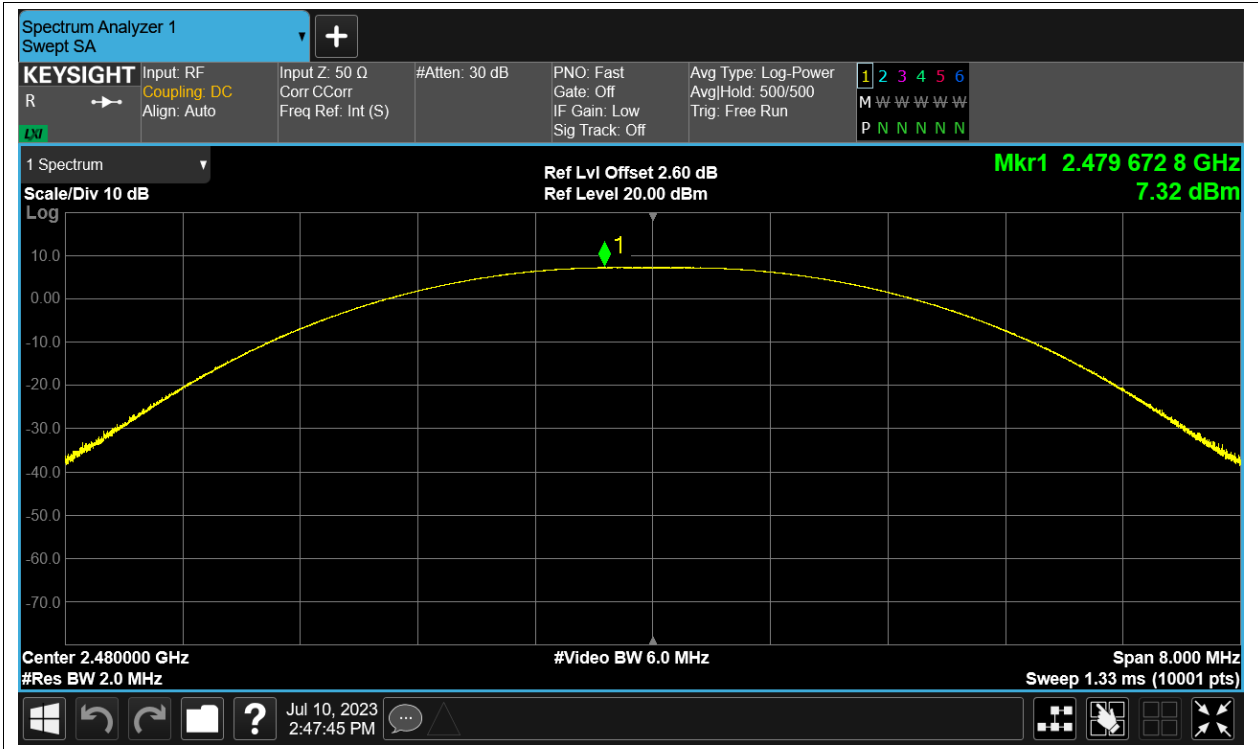 Spectrum Analyzer 1
Swept SA
KEYSIGHT
R
LXI
Input: RF
Coupling: DC
Align: Auto
Input Z: 50 Ω
Corr CCorr
Freq Ref: Int (S)
#Atten: 30 dB
PNO: Fast
Gate: Off
IF Gain: Low
Sig Track: Off
Avg Type: Log-Power
Avg|Hold: 500/500
Trig: Free Run
1 2 3 4 5 6
M W W W W W
P N N N N N
1 Spectrum
Scale/Div 10 dB
Log
Ref Lvl Offset 2.60 dB
Ref Level 20.00 dBm
Mkr1 2.479 672 8 GHz
7.32 dBm
1
10.0
0.00
-10.0
-20.0
-30.0
-40.0
-50.0
-60.0
-70.0
Center 2.480000 GHz
#Res BW 2.0 MHz
#Video BW 6.0 MHz
Span 8.000 MHz
Sweep 1.33 ms (10001 pts)
?
Jul 10, 2023
2:47:45 PM